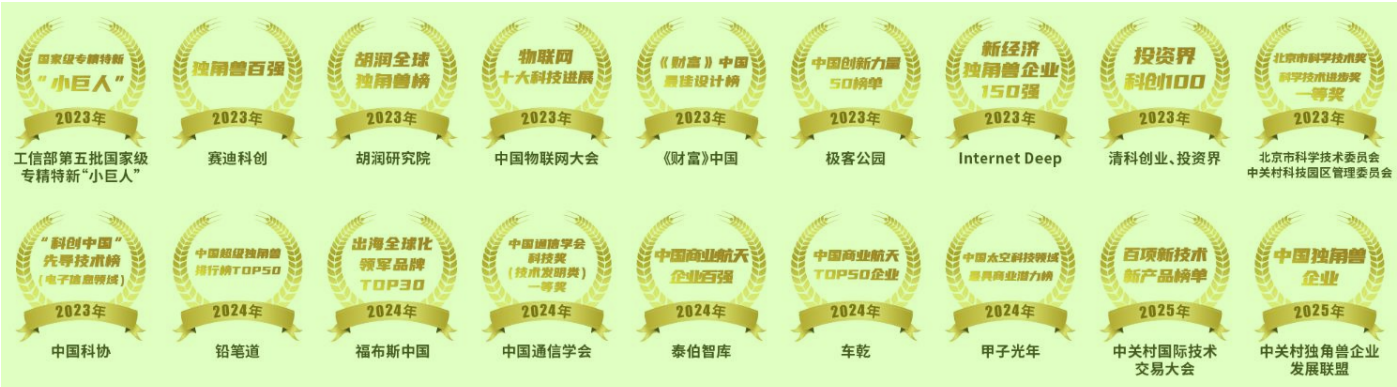 国家级专精特新
“小巨人”
2023年
工信部第五批国家级
专精特新“小巨人”
独角兽百强
2023年
赛迪科创
胡润全球
独角兽榜
2023年
胡润研究院
物联网
十大科技进展
2023年
中国物联网大会
《财富》中国
最佳设计榜
2023年
《财富》中国
中国创新力量
50榜单
2023年
极客公园
新经济
独角兽企业
150强
2023年
Internet Deep
投资界
科创100
2023年
清科创业、投资界
北京市科学技术奖
科学技术进步奖
一等奖
2023年
北京市科学技术委员会
中关村科技园区管理委员会
“科创中国”
先导技术榜
(电子信息领域)
2023年
中国科协
中国超级独角兽
排行榜TOP50
2024年
铅笔道
出海全球化
领军品牌
TOP30
2024年
福布斯中国
中国通信学会
科技奖
(技术发明类)
一等奖
2024年
中国通信学会
中国商业航天
企业百强
2024年
泰伯智库
中国商业航天
TOP50企业
2024年
车乾
中国太空科技领域
最具商业潜力榜
2024年
甲子光年
百项新技术
新产品榜单
2025年
中关村国际技术
交易大会
中国独角兽
企业
2025年
中关村独角兽企业
发展联盟